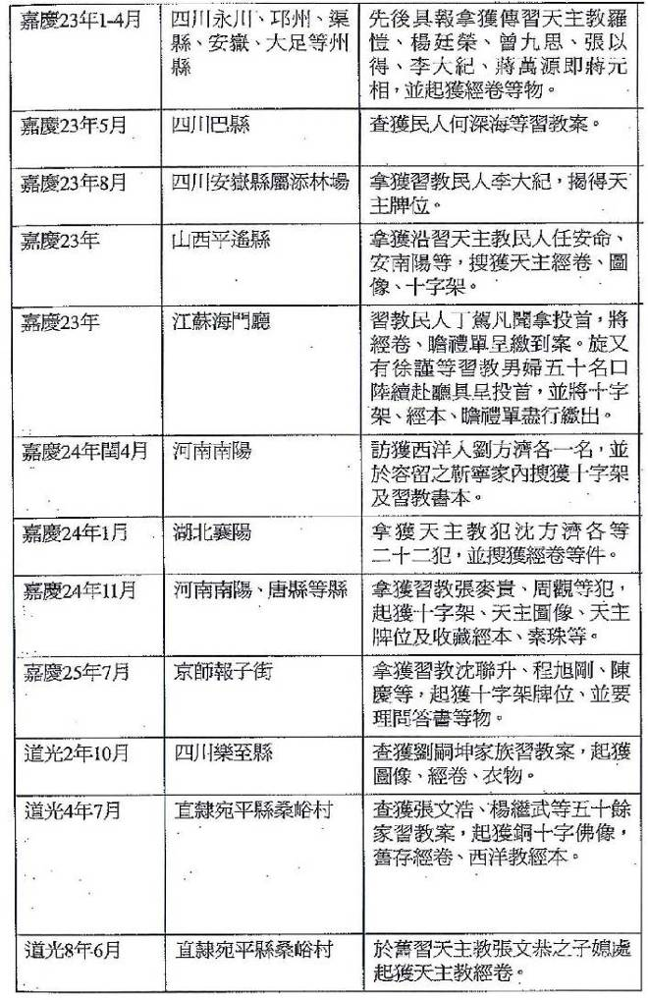 嘉慶23年1-4月
四川永川、邛州、渠
縣、安嶽、大足等州
縣
先後具報拿獲傳習天主教羅
愷、楊廷榮、曾九思、張以
得、李大紀、蔣萬源即蔣元
相，並起獲經卷等物。
嘉慶23年5月
四川巴縣
查獲民人何深海等習教案。
嘉慶23年8月
四川安嶽縣屬添林場
拿獲習教民人李大紀，搨得天
主牌位。
嘉慶23年
山西平遙縣
拿獲沿習天主教民人任安命、
安南陽等，搜獲天主經卷、圖
像、十字架。
嘉慶23年
江蘇海門廳
習教民人丁駕凡聞拿投首，將
經卷、瞻禮單呈繳到案。旋又
有徐謹等習教男婦五十名口
陸續赴廳具呈投首，並將十字
架、經本、瞻禮單盡行繳出。
嘉慶24年閏4月
河南南陽
訪獲西洋人劉方濟各一名，並
於容留之靳寧家內搜獲十字架
及習教書本。
嘉慶24年1月
湖北襄陽
拿獲天主教犯沈方濟各等
二十二犯，並搜獲經卷等件。
嘉慶24年11月
河南南陽、唐縣等縣
拿獲習教張麥貴、周觀等犯，
起獲十字架、天主圖像、天主
牌位及收藏經本、素珠等。
嘉慶25年7月
京師報子街
拿獲習教沈聯升、程旭剛、陳
慶等，起獲十字架牌位、並要
理問答書等物。
道光2年10月
四川樂至縣
查獲劉嗣坤家族習教案，起獲
圖像、經卷、衣物。
道光4年7月
直隸宛平縣桑峪村
查獲張文浩、楊繼武等五十餘
家習教案，起獲銅十字佛像，
舊存經卷、西洋教經本。
道光8年6月
直隸宛平縣桑峪村
於舊習天主教張文恭之子媳處
起獲天主教經卷。